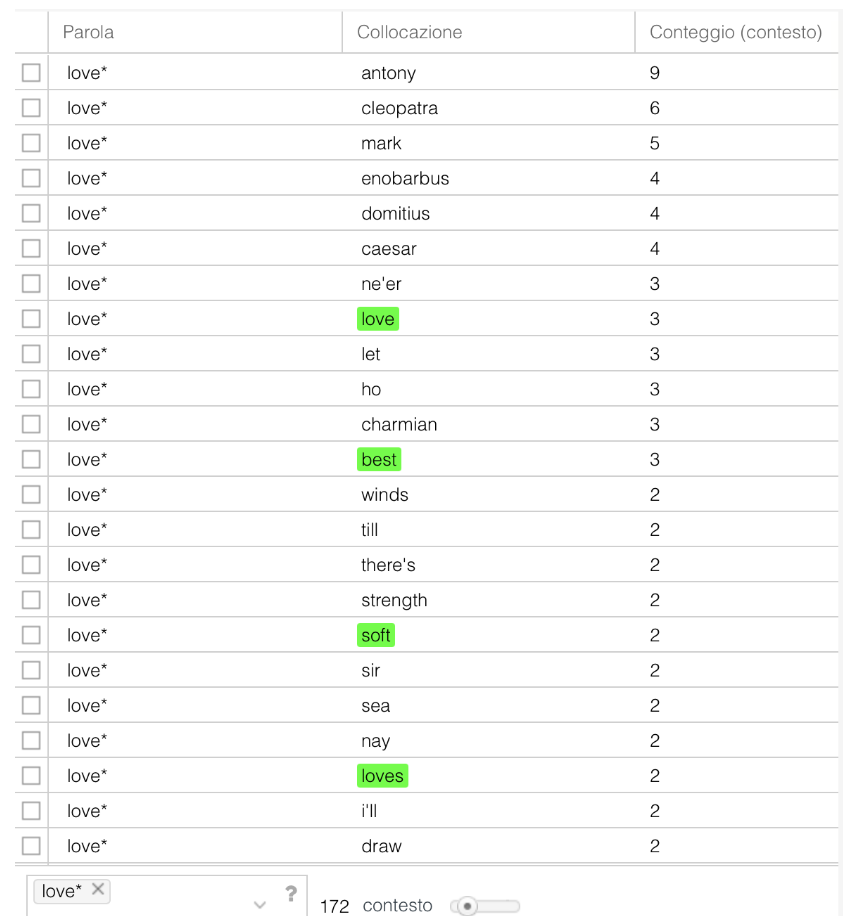 Parola Collocazione Conteggio (contesto)
love* antony 9
love* cleopatra 6
love* mark 5
love* enobarbus 4
love* domitius 4
love* caesar 4
love* ne'er 3
love* love 3
love* let 3
love* ho 3
love* charmian 3
love* best 3
love* winds 2
love* till 2
love* there's 2
love* strength 2
love* soft 2
love* sir 2
love* sea 2
love* nay 2
love* loves 2
love* i'll 2
love* draw 2
love* × ? 172 contesto